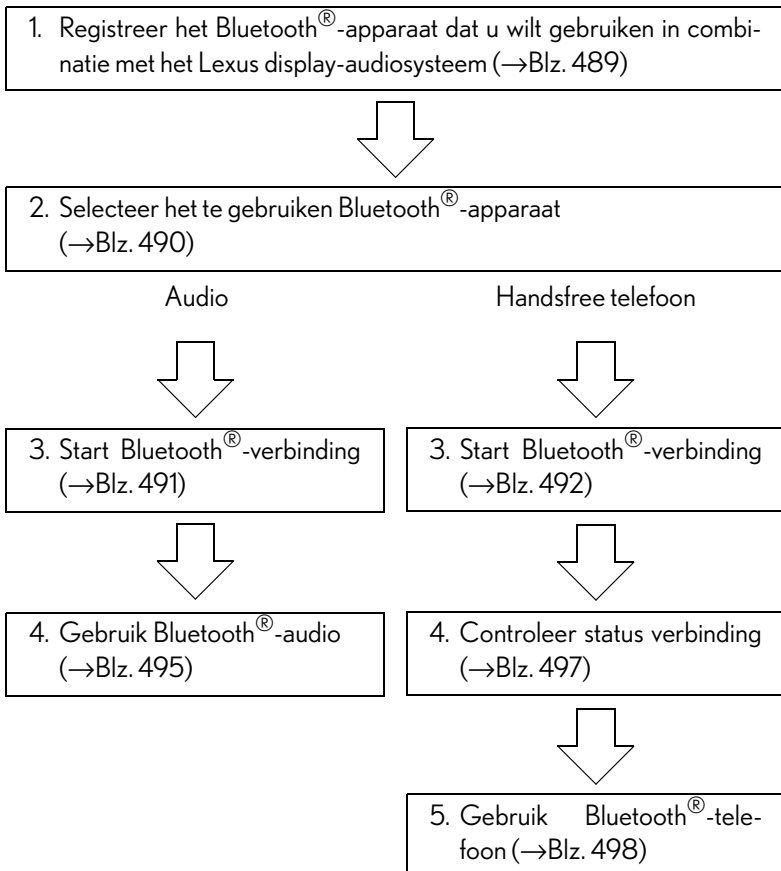 1. Registreer het Bluetooth®-apparaat dat u wilt gebruiken in combi-
natie met het Lexus display-audiosysteem (→Blz. 489)
2. Selecteer het te gebruiken Bluetooth®-apparaat
(→Blz. 490)
Audio
3. Start Bluetooth®-verbinding
(→Blz. 491)
4. Gebruik Bluetooth®-audio
(→Blz. 495)
Handsfree telefoon
3. Start Bluetooth®-verbinding
(→Blz. 492)
4. Controleer status verbinding
(→Blz. 497)
5. Gebruik Bluetooth®-tele-
foon (→Blz. 498)